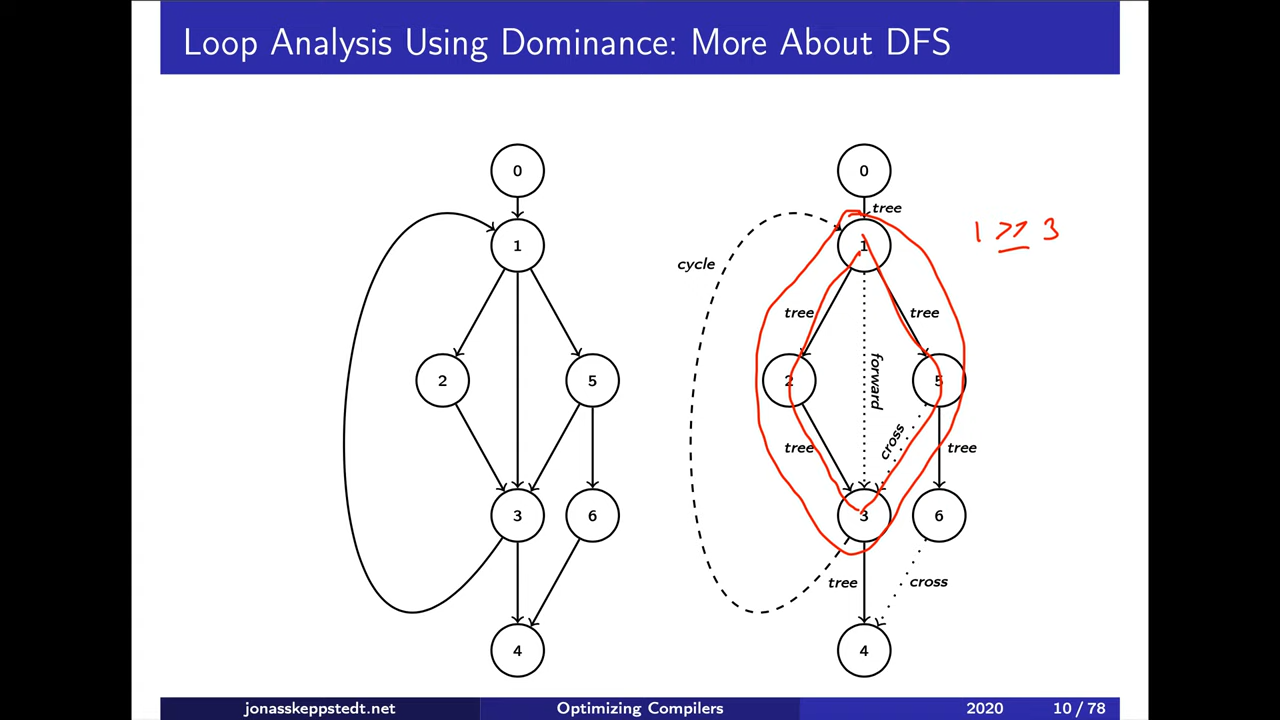 Loop Analysis Using Dominance: More About DFS
0
0
tree
1 ≫ 3
1
1
cycle
tree
tree
forward
2
5
2
5
tree
cross
tree
3
6
3
6
tree
cross
4
4
jonasskeppstedt.net
Optimizing Compilers
2020
10 / 78